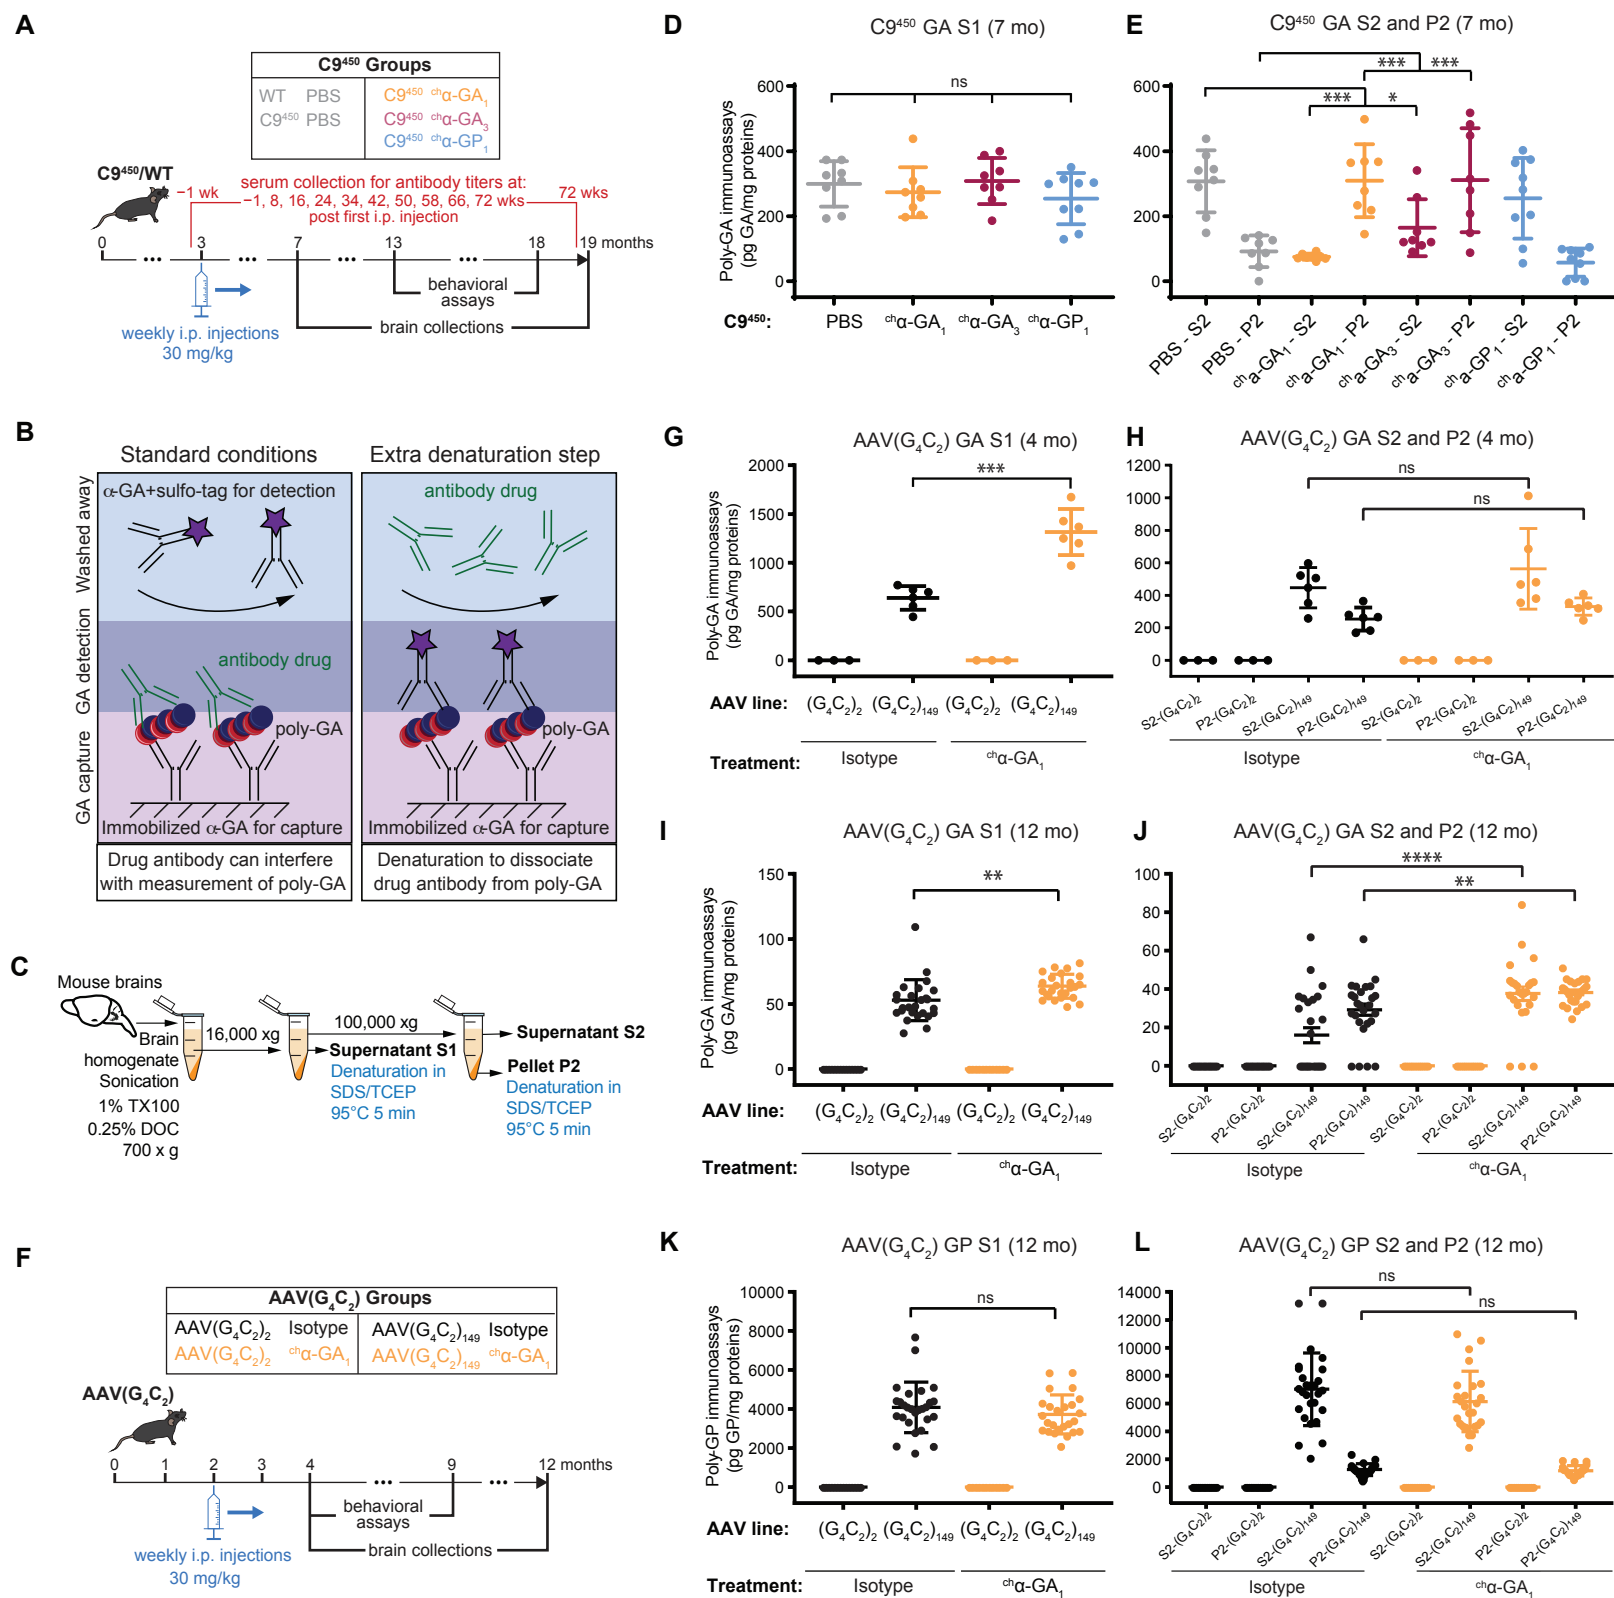 A
C9⁴⁵⁰ Groups
WT PBS
C9⁴⁵⁰ PBS
C9⁴⁵⁰ ᶜʰα-GA₁
C9⁴⁵⁰ ᶜʰα-GA₃
C9⁴⁵⁰ ᶜʰα-GP₁
C9⁴⁵⁰/WT
−1 wk
serum collection for antibody titers at:
−1, 8, 16, 24, 34, 42, 50, 58, 66, 72 wks
post first i.p. injection
72 wks
0 ••• 3 ••• 7 ••• 13 ••• 18 19 months
behavioral
assays
brain collections
weekly i.p. injections
30 mg/kg
B
Standard conditions
Extra denaturation step
Washed away
GA detection
GA capture
α-GA+sulfo-tag for detection
antibody drug
antibody drug
poly-GA
poly-GA
Immobilized α-GA for capture
Immobilized α-GA for capture
Drug antibody can interfere
with measurement of poly-GA
Denaturation to dissociate
drug antibody from poly-GA
C
Mouse brains
Brain
homogenate
Sonication
1% TX100
0.25% DOC
700 x g
16,000 xg
100,000 xg
Supernatant S1
Denaturation in
SDS/TCEP
95°C 5 min
Supernatant S2
Pellet P2
Denaturation in
SDS/TCEP
95°C 5 min
F
AAV(G₄C₂) Groups
AAV(G₄C₂)₂ Isotype
AAV(G₄C₂)₂ ᶜʰα-GA₁
AAV(G₄C₂)₁₄₉ Isotype
AAV(G₄C₂)₁₄₉ ᶜʰα-GA₁
AAV(G₄C₂)
0 1 2 3 4 ••• 9 ••• 12 months
behavioral
assays
brain collections
weekly i.p. injections
30 mg/kg
D
C9⁴⁵⁰ GA S1 (7 mo)
Poly-GA immunoassays
(pg GA/mg proteins)
600
400
200
0
ns
C9⁴⁵⁰: PBS ᶜʰα-GA₁ ᶜʰα-GA₃ ᶜʰα-GP₁
E
C9⁴⁵⁰ GA S2 and P2 (7 mo)
600
400
200
0
*** ***
*** *
PBS - S2
PBS - P2
ᶜʰa-GA₁ - S2
ᶜʰa-GA₁ - P2
ᶜʰa-GA₃ - S2
ᶜʰa-GA₃ - P2
ᶜʰa-GP₁ - S2
ᶜʰa-GP₁ - P2
G
AAV(G₄C₂) GA S1 (4 mo)
Poly-GA immunoassays
(pg GA/mg proteins)
2000
1500
1000
500
0
***
AAV line: (G₄C₂)₂ (G₄C₂)₁₄₉ (G₄C₂)₂ (G₄C₂)₁₄₉
Treatment: Isotype ᶜʰα-GA₁
H
AAV(G₄C₂) GA S2 and P2 (4 mo)
1200
1000
800
600
400
200
0
ns
ns
S2-(G₄C₂)2
P2-(G₄C₂)2
S2-(G₄C₂)149
P2-(G₄C₂)149
S2-(G₄C₂)2
P2-(G₄C₂)2
S2-(G₄C₂)149
P2-(G₄C₂)149
Isotype ᶜʰα-GA₁
I
AAV(G₄C₂) GA S1 (12 mo)
Poly-GA immunoassays
(pg GA/mg proteins)
150
100
50
0
**
AAV line: (G₄C₂)₂ (G₄C₂)₁₄₉ (G₄C₂)₂ (G₄C₂)₁₄₉
Treatment: Isotype ᶜʰα-GA₁
J
AAV(G₄C₂) GA S2 and P2 (12 mo)
100
80
60
40
20
0
****
**
S2-(G₄C₂)2
P2-(G₄C₂)2
S2-(G₄C₂)149
P2-(G₄C₂)149
S2-(G₄C₂)2
P2-(G₄C₂)2
S2-(G₄C₂)149
P2-(G₄C₂)149
Isotype ᶜʰα-GA₁
K
AAV(G₄C₂) GP S1 (12 mo)
Poly-GP immunoassays
(pg GP/mg proteins)
10000
8000
6000
4000
2000
0
ns
AAV line: (G₄C₂)₂ (G₄C₂)₁₄₉ (G₄C₂)₂ (G₄C₂)₁₄₉
Treatment: Isotype ᶜʰα-GA₁
L
AAV(G₄C₂) GP S2 and P2 (12 mo)
14000
12000
10000
8000
6000
4000
2000
0
ns
ns
S2-(G₄C₂)2
P2-(G₄C₂)2
S2-(G₄C₂)149
P2-(G₄C₂)149
S2-(G₄C₂)2
S2-(G₄C₂)149
P2-(G₄C₂)2
P2-(G₄C₂)149
Isotype ᶜʰα-GA₁